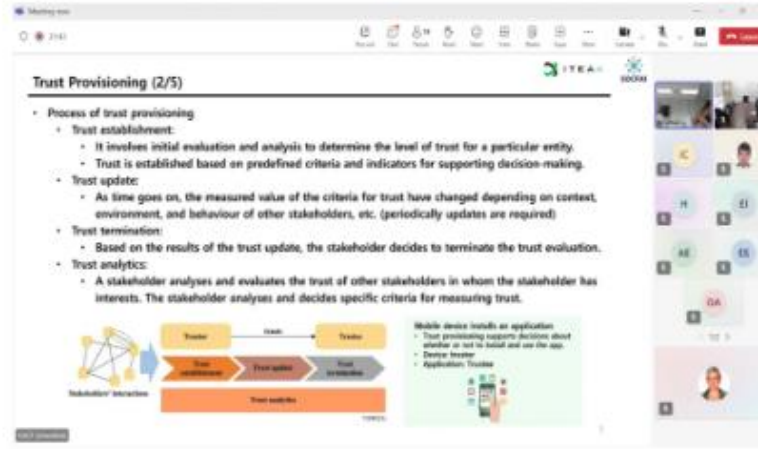 Meeting now
Leave
ITEA
Trust Provisioning (2/5)
• Process of trust provisioning
• Trust establishment:
• It involves initial evaluation and analysis to determine the level of trust for a particular entity.
• Trust is established based on predefined criteria and indicators for supporting decision-making.
• Trust update:
• As time goes on, the measured value of the criteria for trust have changed depending on context,
environment, and behaviour of other stakeholders, etc. (periodically updates are required)
• Trust termination:
• Based on the results of the trust update, the stakeholder decides to terminate the trust evaluation.
• Trust analytics:
• A stakeholder analyses and evaluates the trust of other stakeholders in whom the stakeholder has
interests. The stakeholder analyses and decides specific criteria for measuring trust.
Stakeholders' interactions
Trustor
Trustee
Trust
establishment
Trust update
Trust
termination
Trust analytics
Mobile device installs an application
• Trust provisioning supports decisions about
whether or not to install and use the app.
• Device: trustor
• Application: Trustee
IC
H
EI
AE
ES
OA